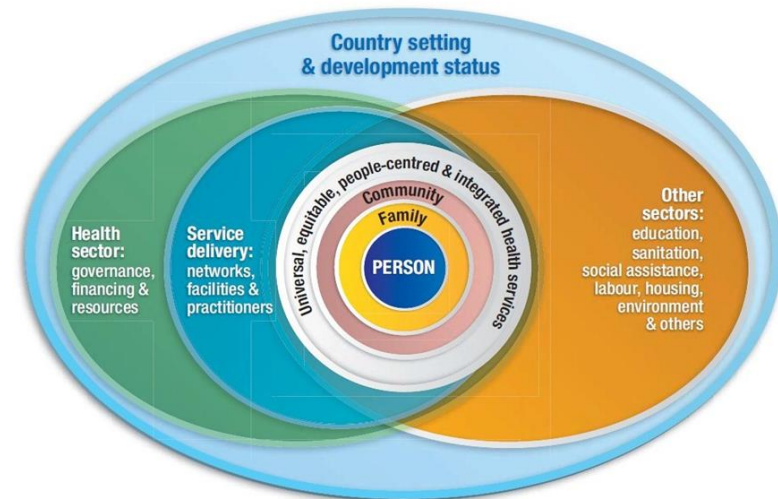 Country setting
& development status
Health
sector:
governance,
financing &
resources
Service
delivery:
networks,
facilities &
practitioners
Universal, equitable, people-centred & integrated health services
Community
Family
PERSON
Other
sectors:
education,
sanitation,
social assistance,
labour, housing,
environment
& others